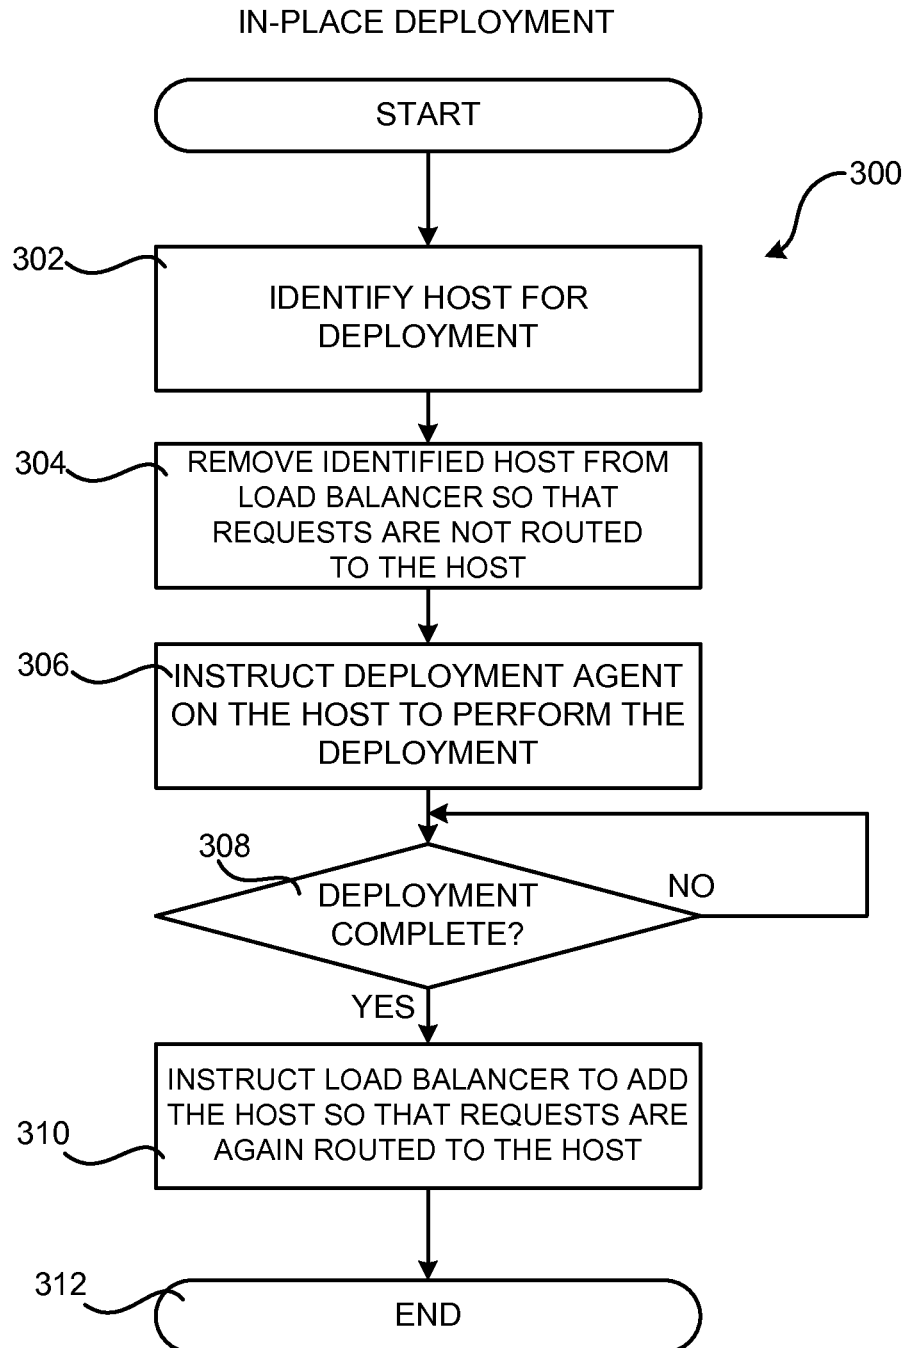 IN-PLACE DEPLOYMENT
START
300
302
IDENTIFY HOST FOR
DEPLOYMENT
304
REMOVE IDENTIFIED HOST FROM
LOAD BALANCER SO THAT
REQUESTS ARE NOT ROUTED
TO THE HOST
306
INSTRUCT DEPLOYMENT AGENT
ON THE HOST TO PERFORM THE
DEPLOYMENT
308
DEPLOYMENT
COMPLETE?
NO
YES
INSTRUCT LOAD BALANCER TO ADD
THE HOST SO THAT REQUESTS ARE
AGAIN ROUTED TO THE HOST
310
312
END